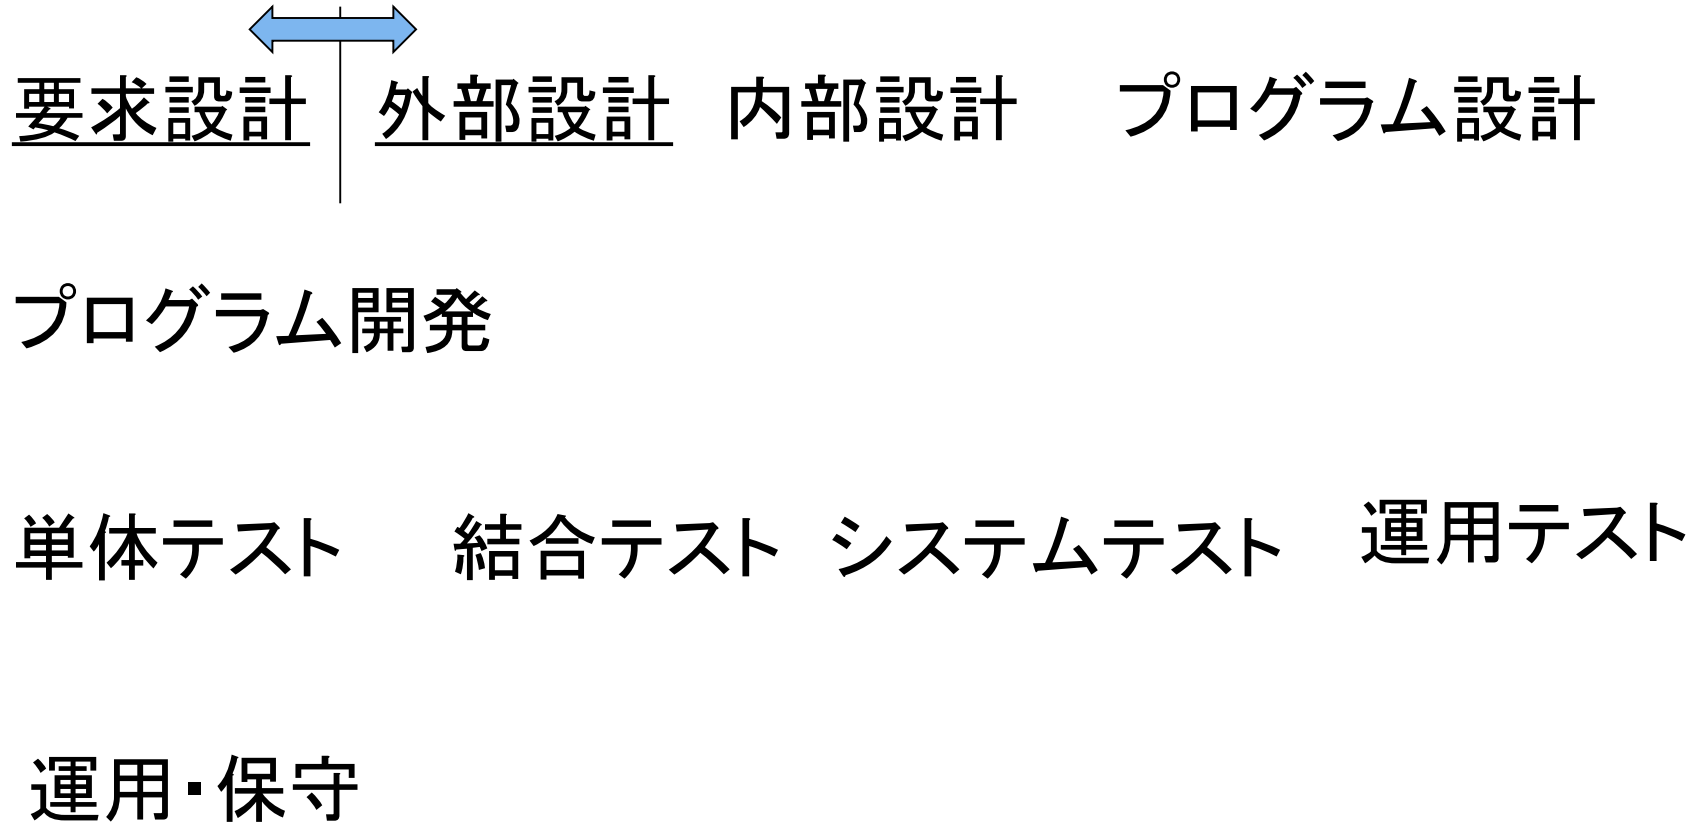 要求設計 外部設計 内部設計 プログラム設計
プログラム開発
単体テスト 結合テスト システムテスト 運用テスト
運用・保守